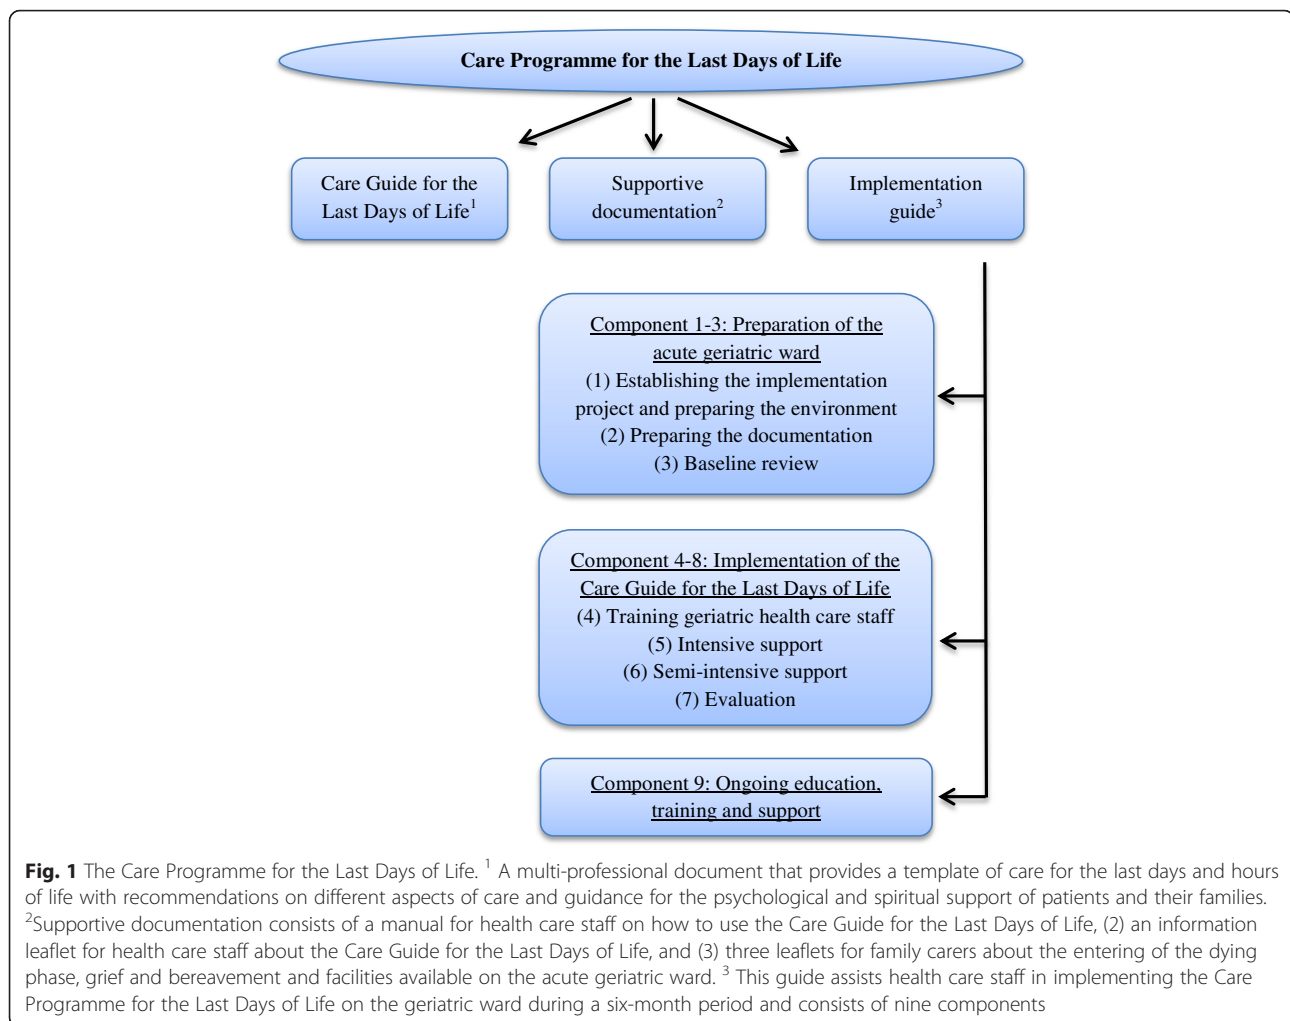 Care Programme for the Last Days of Life
Care Guide for the
Last Days of Life1
Supportive
documentation2
Implementation
guide3
Component 1-3: Preparation of the
acute geriatric ward
(1) Establishing the implementation
project and preparing the environment
(2) Preparing the documentation
(3) Baseline review
Component 4-8: Implementation of the
Care Guide for the Last Days of Life
(4) Training geriatric health care staff
(5) Intensive support
(6) Semi-intensive support
(7) Evaluation
Component 9: Ongoing education,
training and support
Fig. 1 The Care Programme for the Last Days of Life. 1 A multi-professional document that provides a template of care for the last days and hours
of life with recommendations on different aspects of care and guidance for the psychological and spiritual support of patients and their families.
2Supportive documentation consists of a manual for health care staff on how to use the Care Guide for the Last Days of Life, (2) an information
leaflet for health care staff about the Care Guide for the Last Days of Life, and (3) three leaflets for family carers about the entering of the dying
phase, grief and bereavement and facilities available on the acute geriatric ward. 3 This guide assists health care staff in implementing the Care
Programme for the Last Days of Life on the geriatric ward during a six-month period and consists of nine components